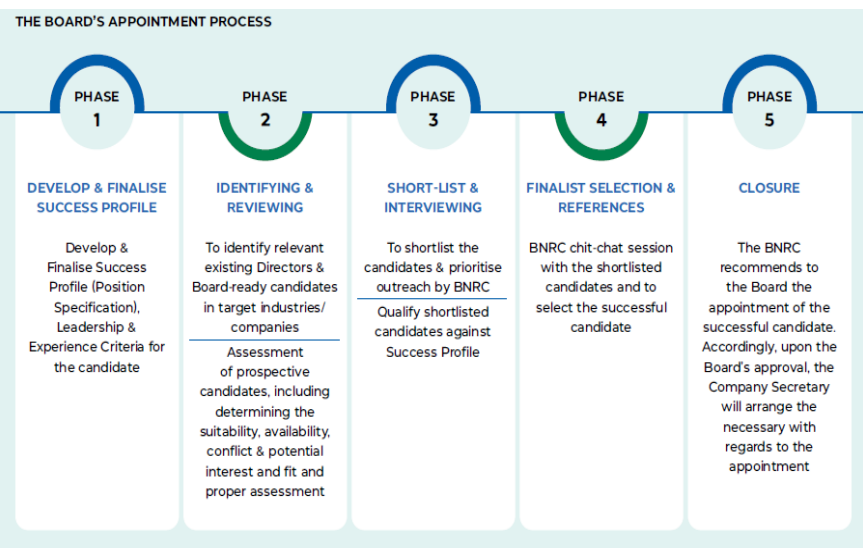 THE BOARD'S APPOINTMENT PROCESS
PHASE
1
DEVELOP & FINALISE
SUCCESS PROFILE
Develop &
Finalise Success
Profile (Position
Specification),
Leadership &
Experience Criteria for
the candidate
PHASE
2
IDENTIFYING &
REVIEWING
To identify relevant
existing Directors &
Board-ready candidates
in target industries/
companies
Assessment
of prospective
candidates, including
determining the
suitability, availability,
conflict & potential
interest and fit and
proper assessment
PHASE
3
SHORT-LIST &
INTERVIEWING
To shortlist the
candidates & prioritise
outreach by BNRC
Qualify shortlisted
candidates against
Success Profile
PHASE
4
FINALIST SELECTION &
REFERENCES
BNRC chit-chat session
with the shortlisted
candidates and to
select the successful
candidate
PHASE
5
CLOSURE
The BNRC
recommends to
the Board the
appointment of the
successful candidate.
Accordingly, upon the
Board's approval, the
Company Secretary
will arrange the
necessary with
regards to the
appointment